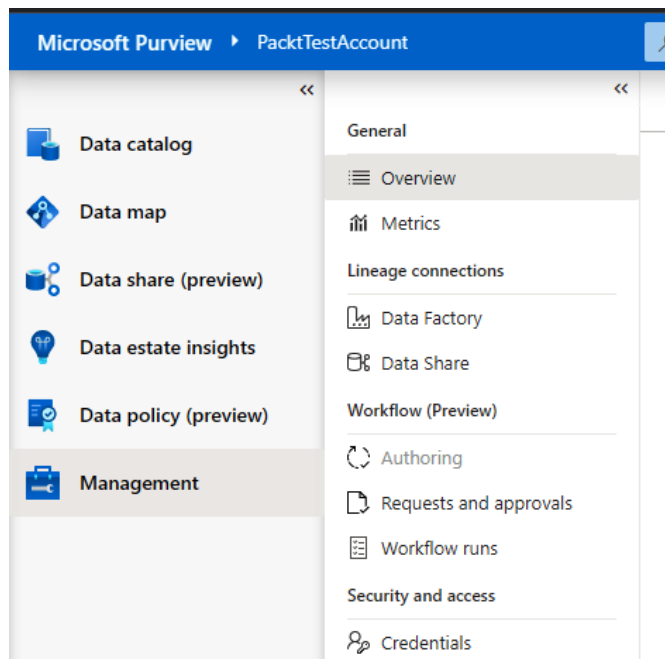 Microsoft Purview PacktTestAccount
Data catalog
Data map
Data share (preview)
Data estate insights
Data policy (preview)
Management
General
Overview
Metrics
Lineage connections
Data Factory
Data Share
Workflow (Preview)
Authoring
Requests and approvals
Workflow runs
Security and access
Credentials